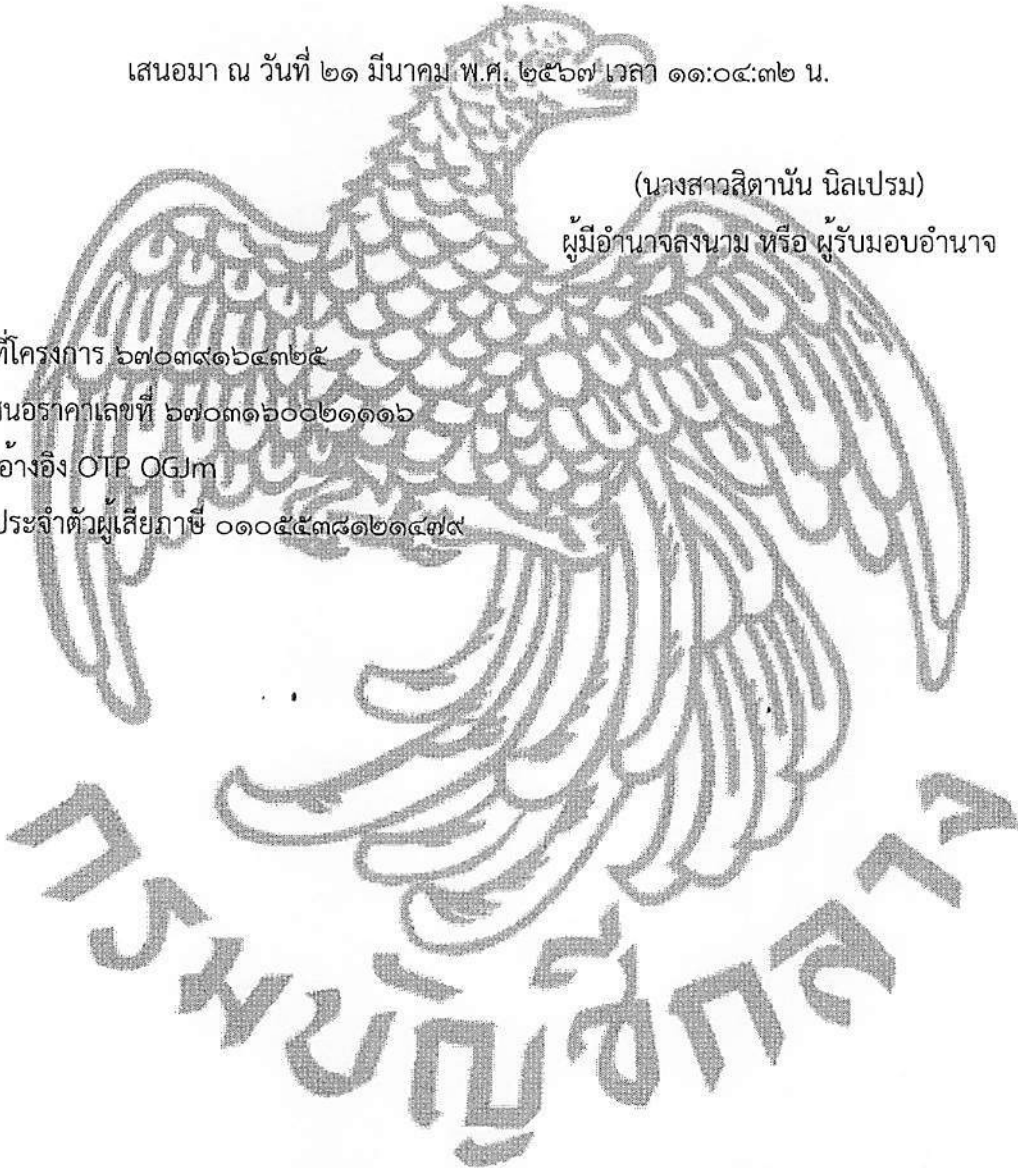 เสนอมา ณ วันที่ ๒๑ มีนาคม พ.ศ. ๒๕๖๗ เวลา ๑๑:๐๔:๓๒ น.
(นางสาวสิตานัน นิลเปรม)
ผู้มีอำนาจลงนาม หรือ ผู้รับมอบอำนาจ
ที่โครงการ ๖๗๐๓๙๑๖๔๓๒๕
สนอราคาเลขที่ ๖๗๐๓๑๖๐๐๒๑๑๑๖
อ้างอิง OTP OGJm
ประจำตัวผู้เสียภาษี ๐๑๐๕๕๓๘๑๒๑๔๗๙
กรมบัญชีกลาง